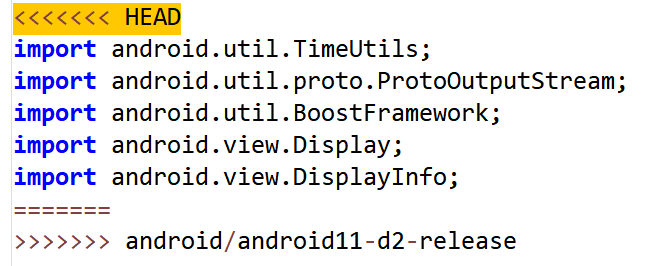 <<<<<<< HEAD
import android.util.TimeUtils;
import android.util.proto.ProtoOutputStream;
import android.util.BoostFramework;
import android.view.Display;
import android.view.DisplayInfo;
=======
>>>>>>> android/android11-d2-release